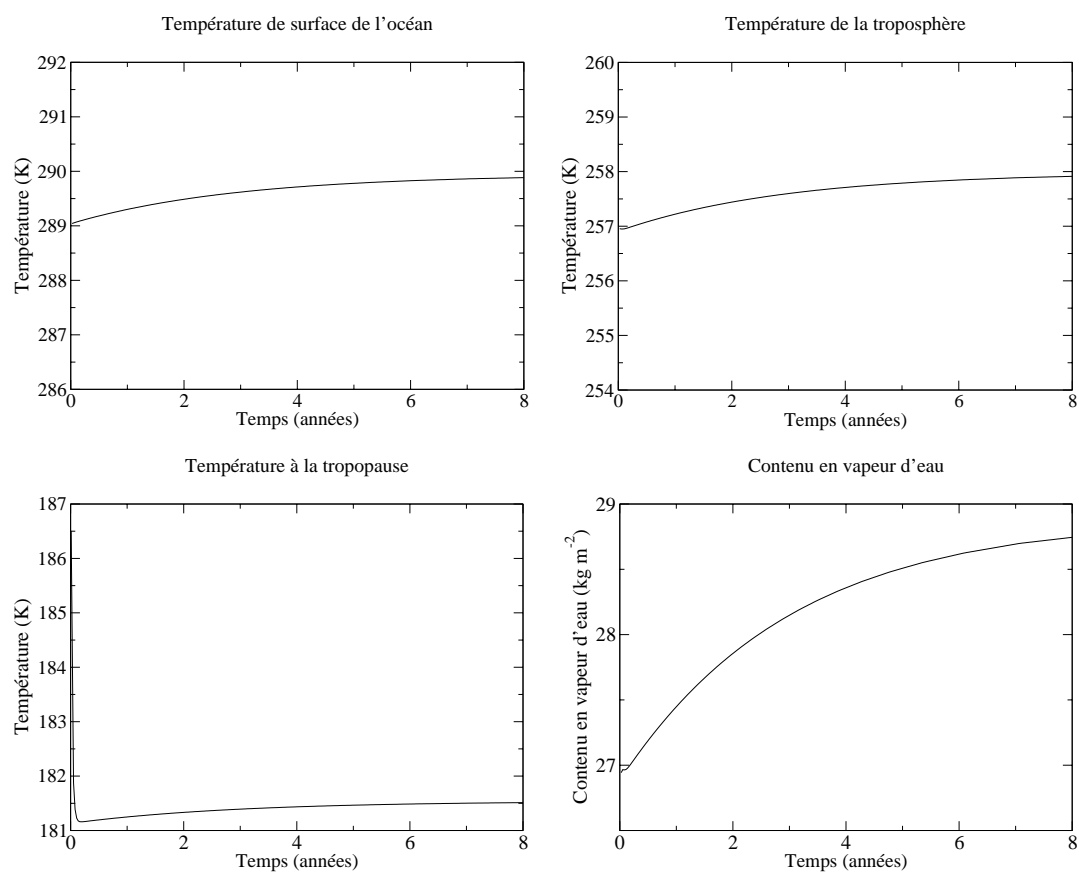 Température de surface de l'océan
292
291
290
289
288
287
286
Température (K)
0 2 4 6 8
Temps (années)
Température de la troposphère
260
259
258
257
256
255
254
Température (K)
0 2 4 6 8
Temps (années)
Température à la tropopause
187
186
185
184
183
182
181
Température (K)
0 2 4 6 8
Temps (années)
Contenu en vapeur d'eau
29
28
27
Contenu en vapeur d'eau (kg m⁻²)
0 2 4 6 8
Temps (années)